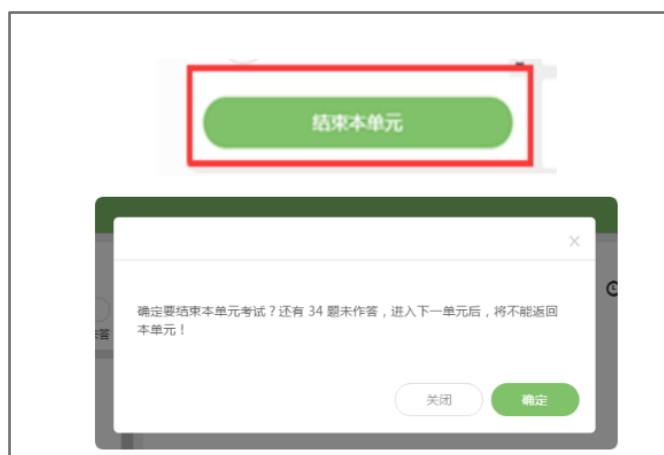 结束本单元
确定要结束本单元考试？还有 34 题未作答，进入下一单元后，将不能返回
本单元！
答
关闭
确定